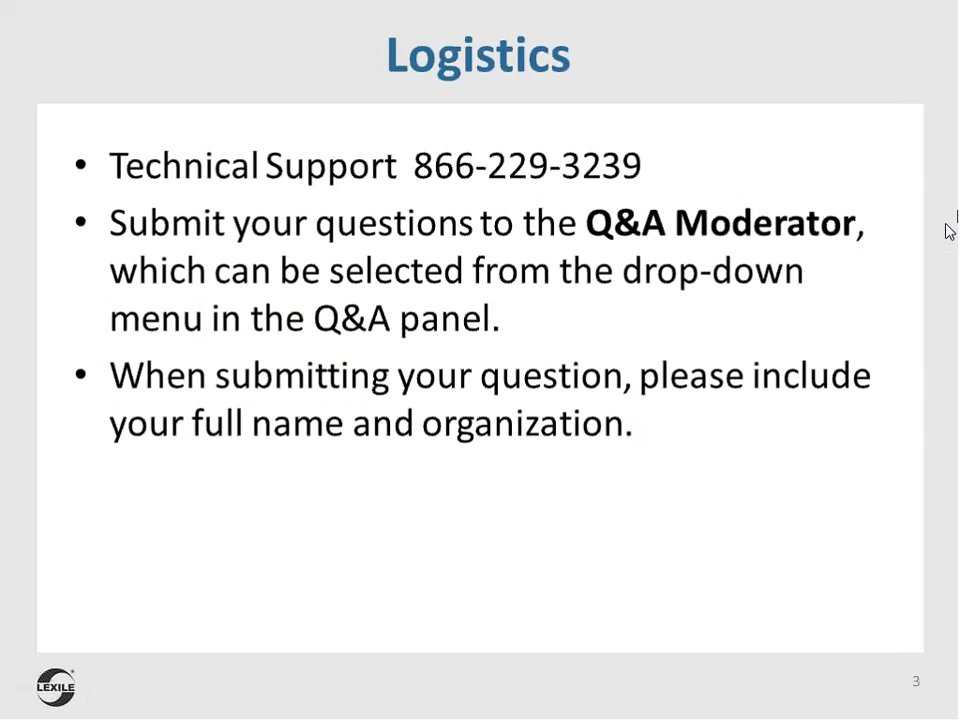 Logistics
• Technical Support 866-229-3239
• Submit your questions to the Q&A Moderator,
which can be selected from the drop-down
menu in the Q&A panel.
• When submitting your question, please include
your full name and organization.
LEXILE
3